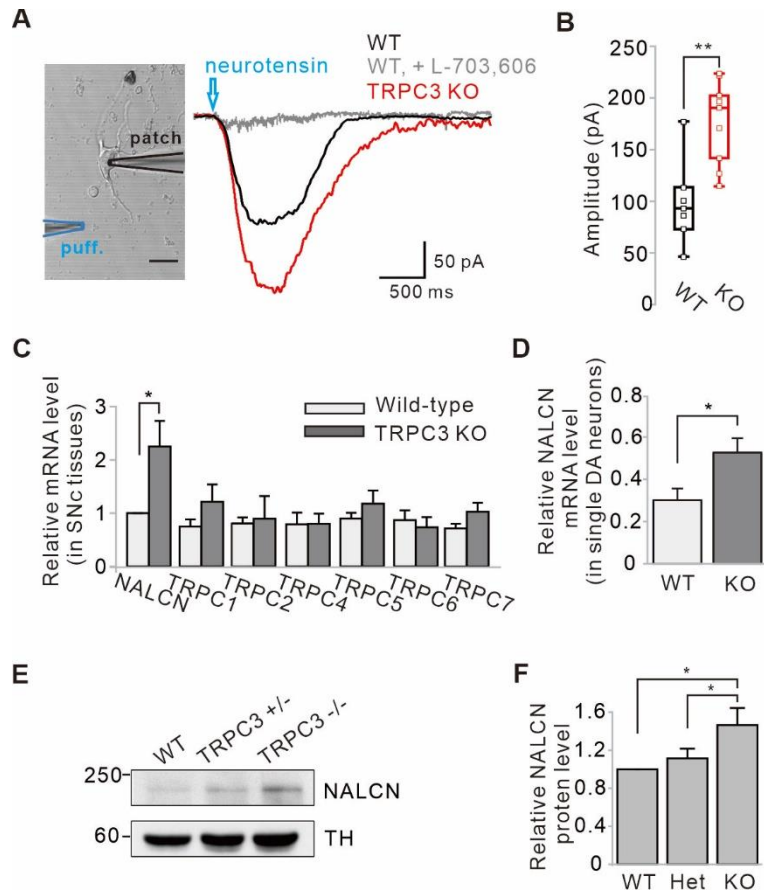 A
WT
WT, + L-703,606
TRPC3 KO
neurotensin
patch
puff.
50 pA
500 ms
B
**
250
200
150
100
50
0
Amplitude (pA)
WT
KO
C
Relative mRNA level
(in SNc tissues)
3
2
1
0
*
Wild-type
TRPC3 KO
NALCN
TRPC1
TRPC2
TRPC4
TRPC5
TRPC6
TRPC7
D
Relative NALCN
mRNA level
(in single DA neurons)
0.8
0.6
0.4
0.2
0
*
WT
KO
E
WT
TRPC3 +/-
TRPC3 -/-
250
NALCN
60
TH
F
Relative NALCN
proten level
1.6
1.2
0.8
0.4
0
*
*
WT
Het
KO